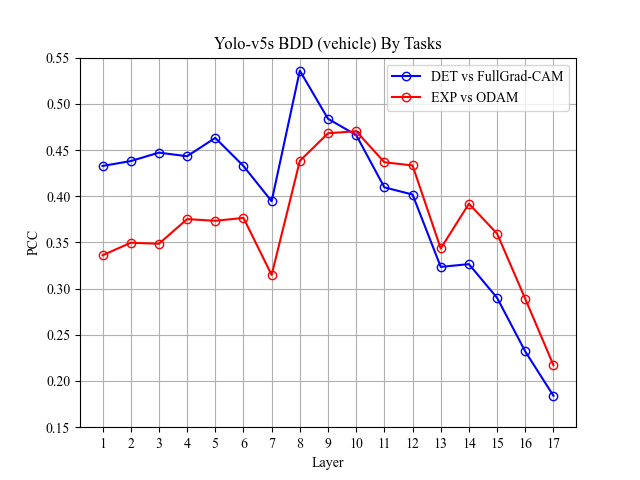 Yolo-v5s BDD (vehicle) By Tasks
DET vs FullGrad-CAM
EXP vs ODAM
PCC
0.55
0.50
0.45
0.40
0.35
0.30
0.25
0.20
0.15
1 2 3 4 5 6 7 8 9 10 11 12 13 14 15 16 17
Layer